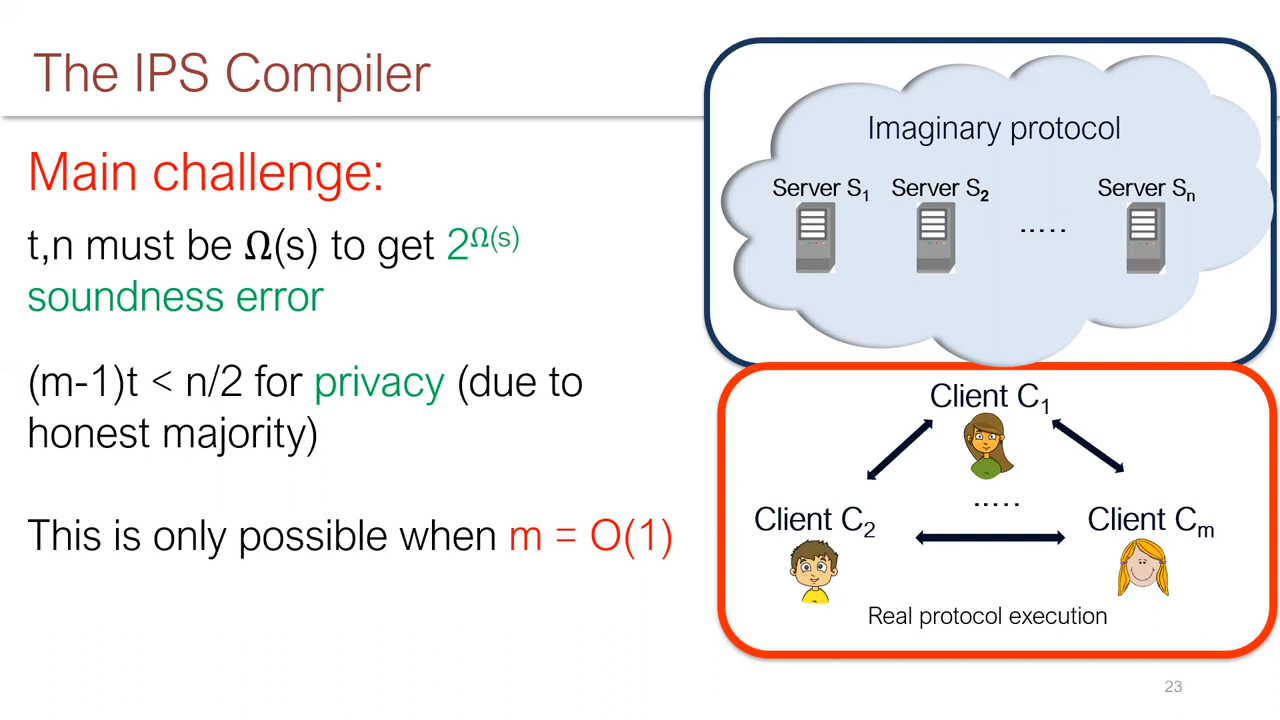 The IPS Compiler
Main challenge:
t,n must be Ω(s) to get 2^Ω(s)
soundness error
(m-1)t < n/2 for privacy (due to
honest majority)
This is only possible when m = O(1)
Imaginary protocol
Server S₁ Server S₂ ..... Server Sₙ
Client C₁
.....
Client C₂ Client Cₘ
Real protocol execution
23